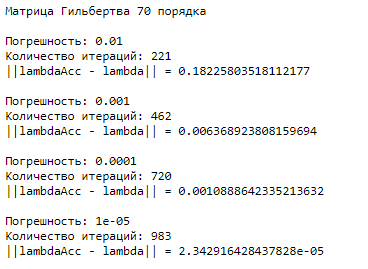 Матрица Гильбертва 70 порядка
Погрешность: 0.01
Количество итераций: 221
||lambdaAcc - lambda|| = 0.18225803518112177
Погрешность: 0.001
Количество итераций: 462
||lambdaAcc - lambda|| = 0.006368923808159694
Погрешность: 0.0001
Количество итераций: 720
||lambdaAcc - lambda|| = 0.0010888642335213632
Погрешность: 1e-05
Количество итераций: 983
||lambdaAcc - lambda|| = 2.342916428437828e-05